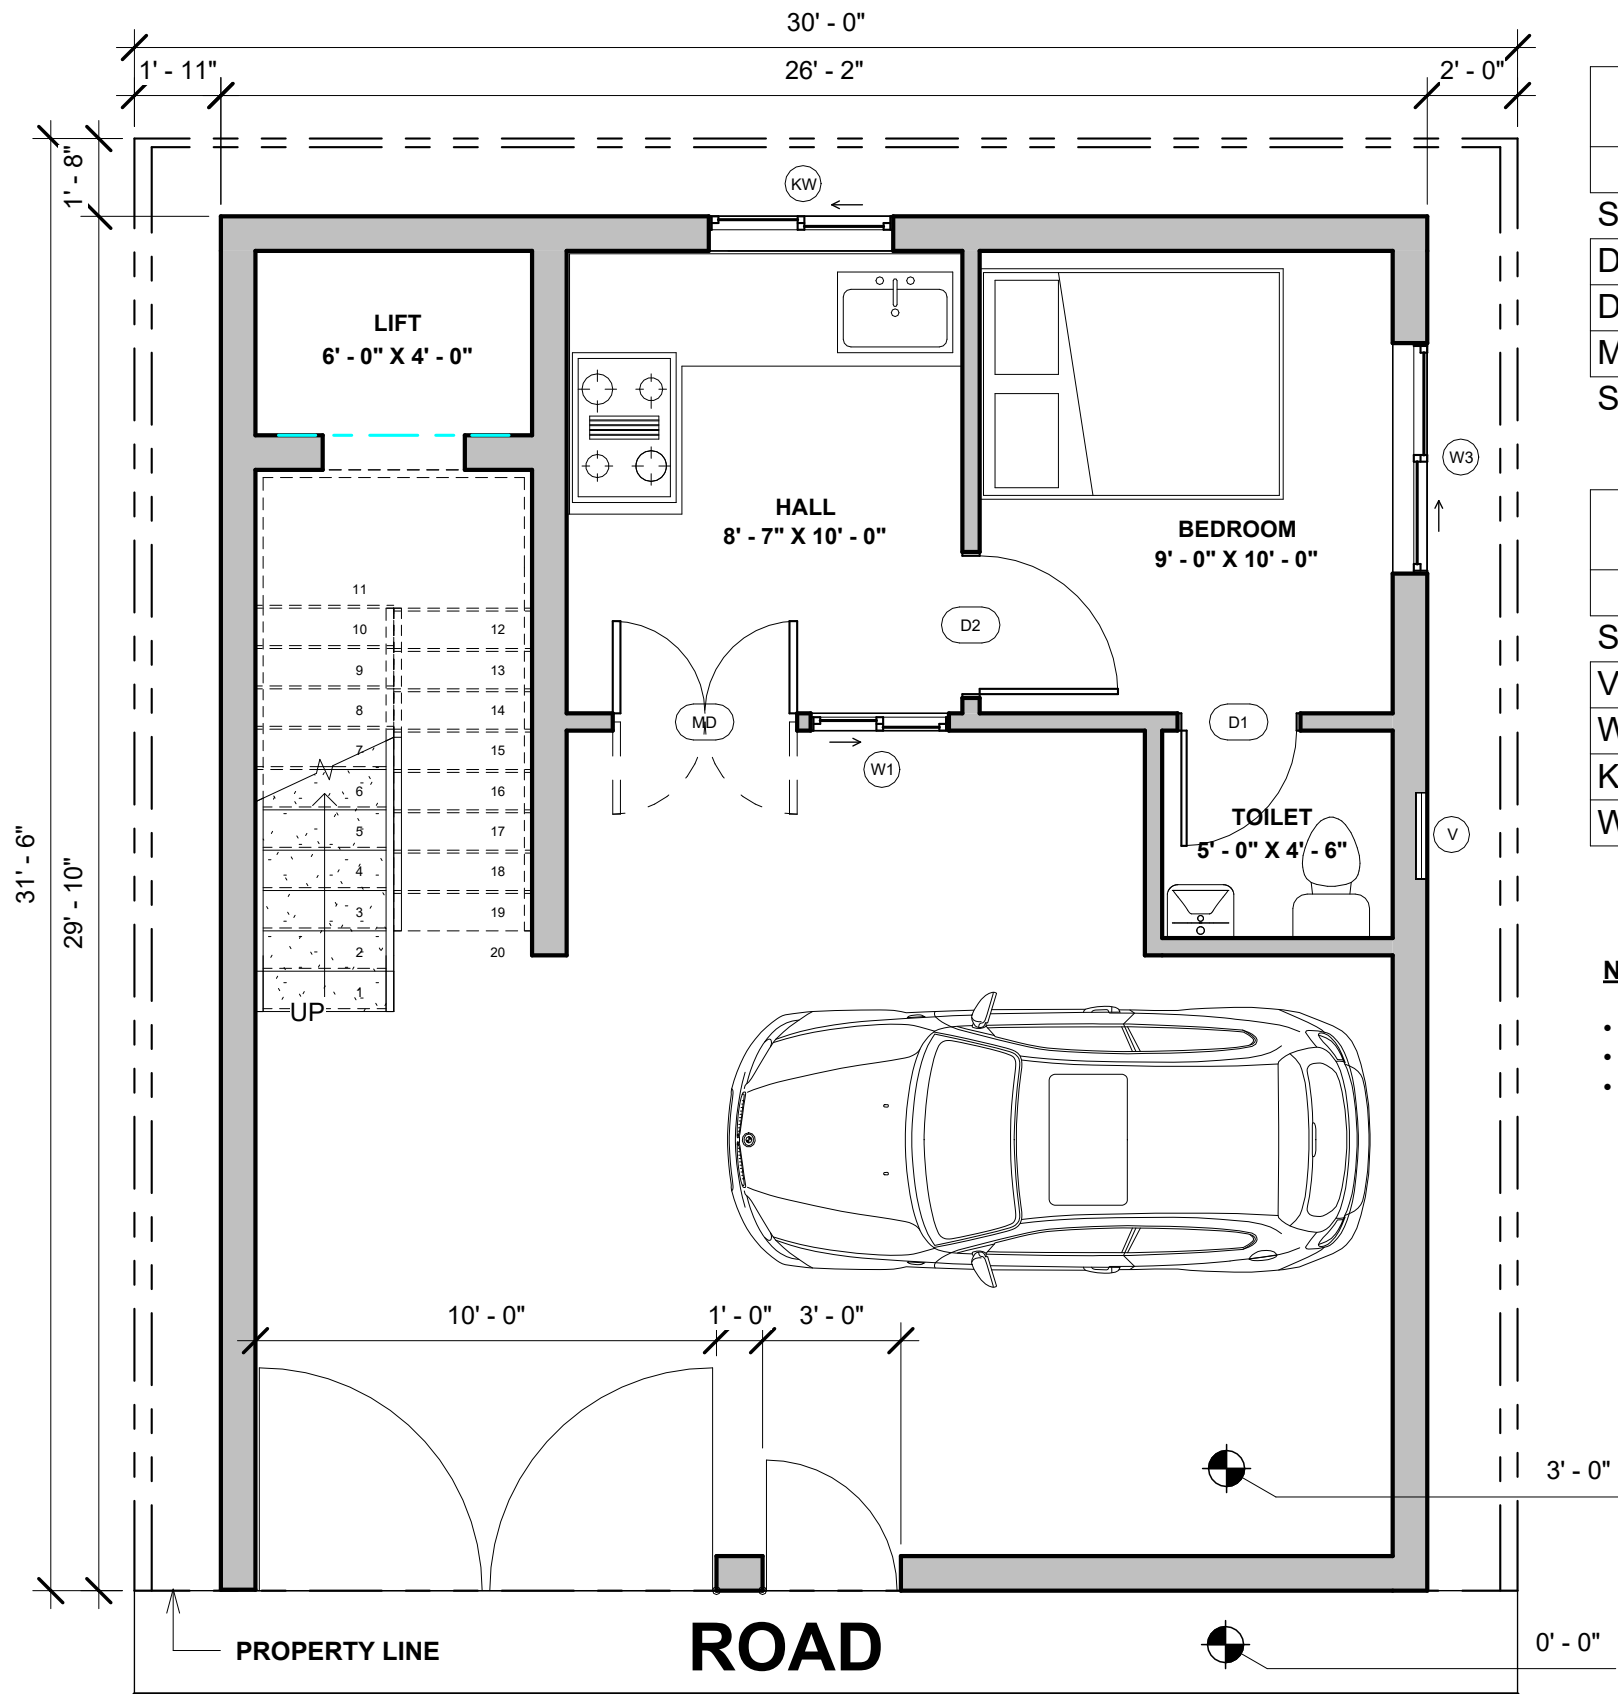 30' - 0"
1' - 11"
26' - 2"
2' - 0"
1' - 8"
31' - 6"
29' - 10"
KW
LIFT
6' - 0" X 4' - 0"
HALL
8' - 7" X 10' - 0"
BEDROOM
9' - 0" X 10' - 0"
W3
D2
MD
W1
D1
TOILET
5' - 0" X 4' - 6"
V
11
10
9
8
7
6
5
4
3
2
1
UP
12
13
14
15
16
17
18
19
20
10' - 0"
1' - 0"
3' - 0"
3' - 0"
0' - 0"
PROPERTY LINE
ROAD
S
D
D
M
S
S
V
W
K
W
N